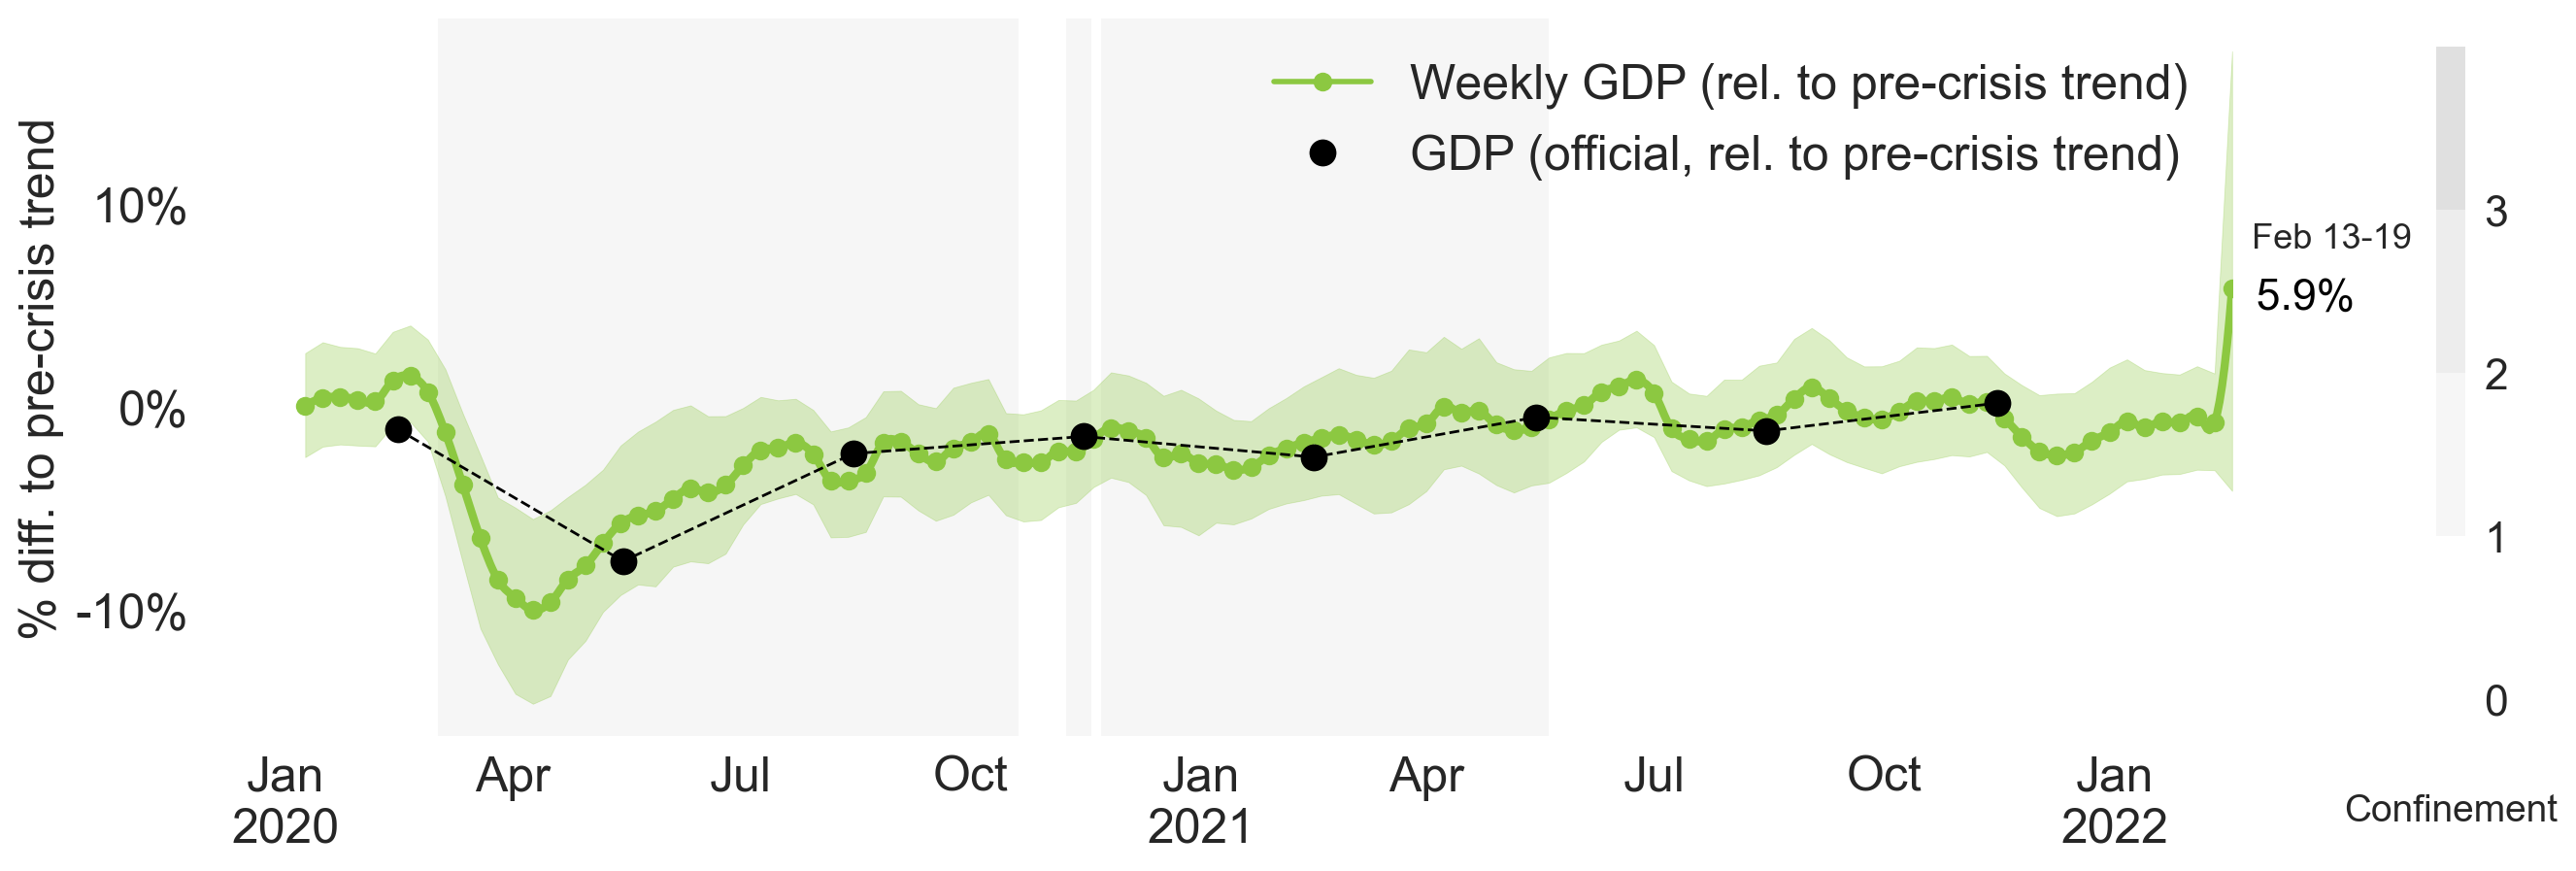 Weekly GDP (rel. to pre-crisis trend)
GDP (official, rel. to pre-crisis trend)
% diff. to pre-crisis trend
10%
0%
-10%
Feb 13-19
5.9%
3
2
1
0
Jan
2020
Apr
Jul
Oct
Jan
2021
Apr
Jul
Oct
Jan
2022
Confinement